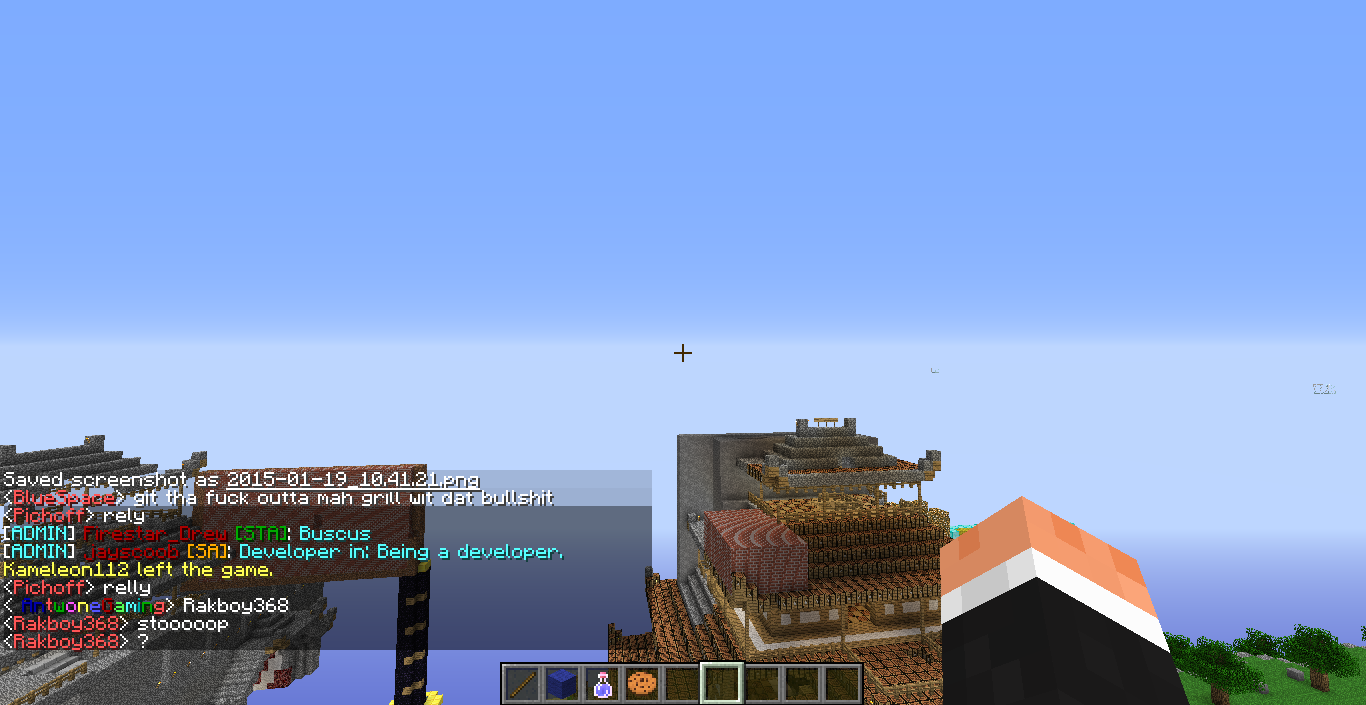 Saved screenshot as 2015-01-19_10.41.21.png
<BlueSpace> git tha fuck outta mah grill wit dat bullshit
<Pichoff> rely
[ADMIN] Firestar_Drew [STA]: Buscus
[ADMIN] jayscoob [SA]: Developer in: Being a developer.
Kameleon112 left the game.
<Pichoff> relly
< AntwoneGaming> Rakboy368
<Rakboy368> stooooop
<Rakboy368> ?